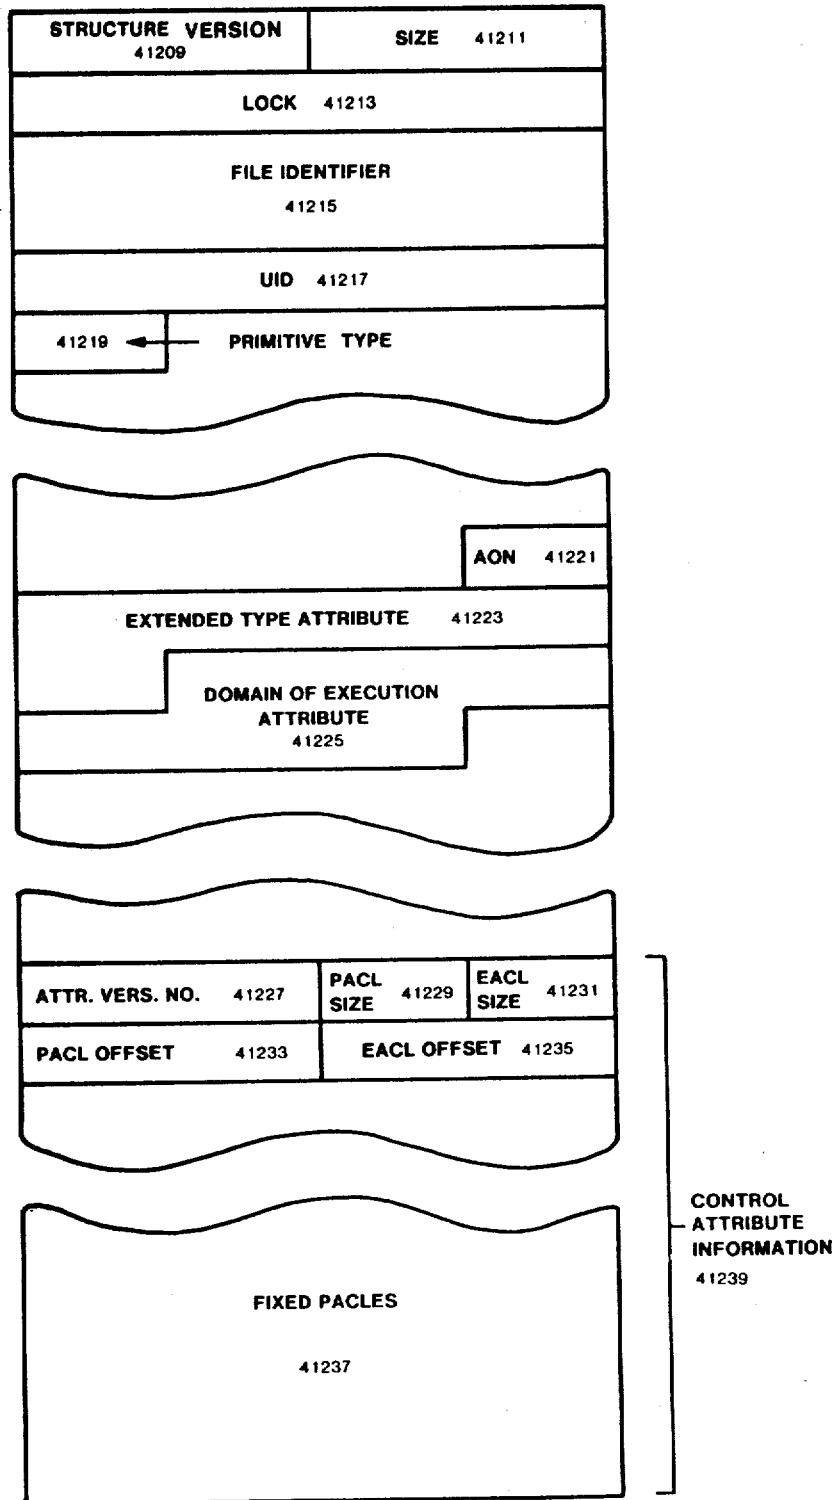 STRUCTURE VERSION
41209
SIZE 41211
LOCK 41213
FILE IDENTIFIER
41215
UID 41217
41219
PRIMITIVE TYPE
AON 41221
EXTENDED TYPE ATTRIBUTE 41223
DOMAIN OF EXECUTION
ATTRIBUTE
41225
ATTR. VERS. NO. 41227
PACL
SIZE 41229
EACL
SIZE 41231
PACL OFFSET 41233
EACL OFFSET 41235
CONTROL
ATTRIBUTE
INFORMATION
41239
FIXED PACLES
41237